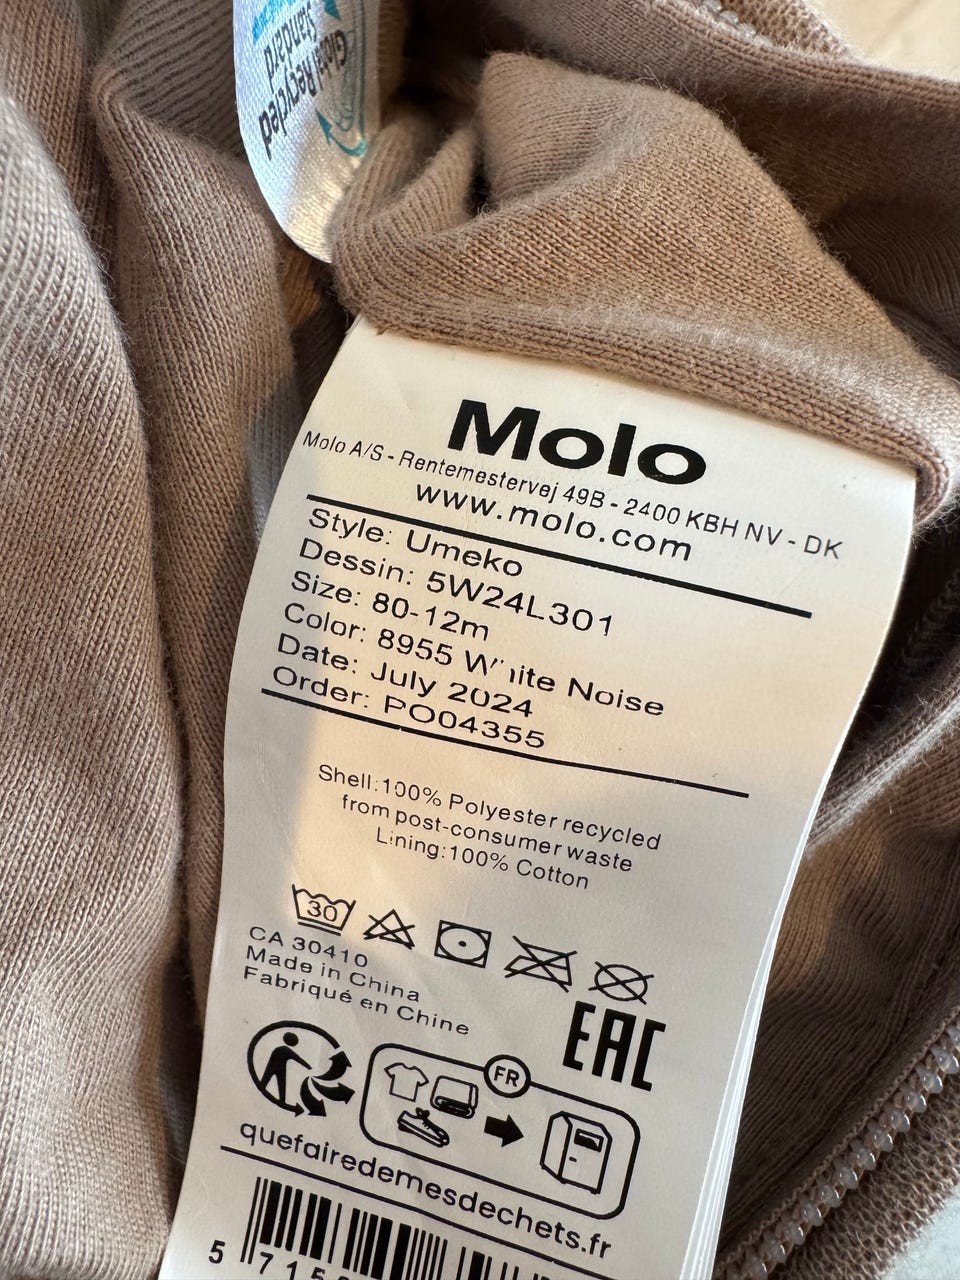 Global Recycled
Standard
Molo
Molo A/S - Rentemestervej 49B - 2400 KBH NV - DK
www.molo.com
Style: Umeko
Dessin: 5W24L301
Size: 80-12m
Color: 8955 White Noise
Date: July 2024
Order: PO04355
Shell:100% Polyester recycled
from post-consumer waste
Lining:100% Cotton
30
CA 30410
Made in China
Fabriqué en Chine
EAC
FR
quefairedemesdechets.fr
5 715